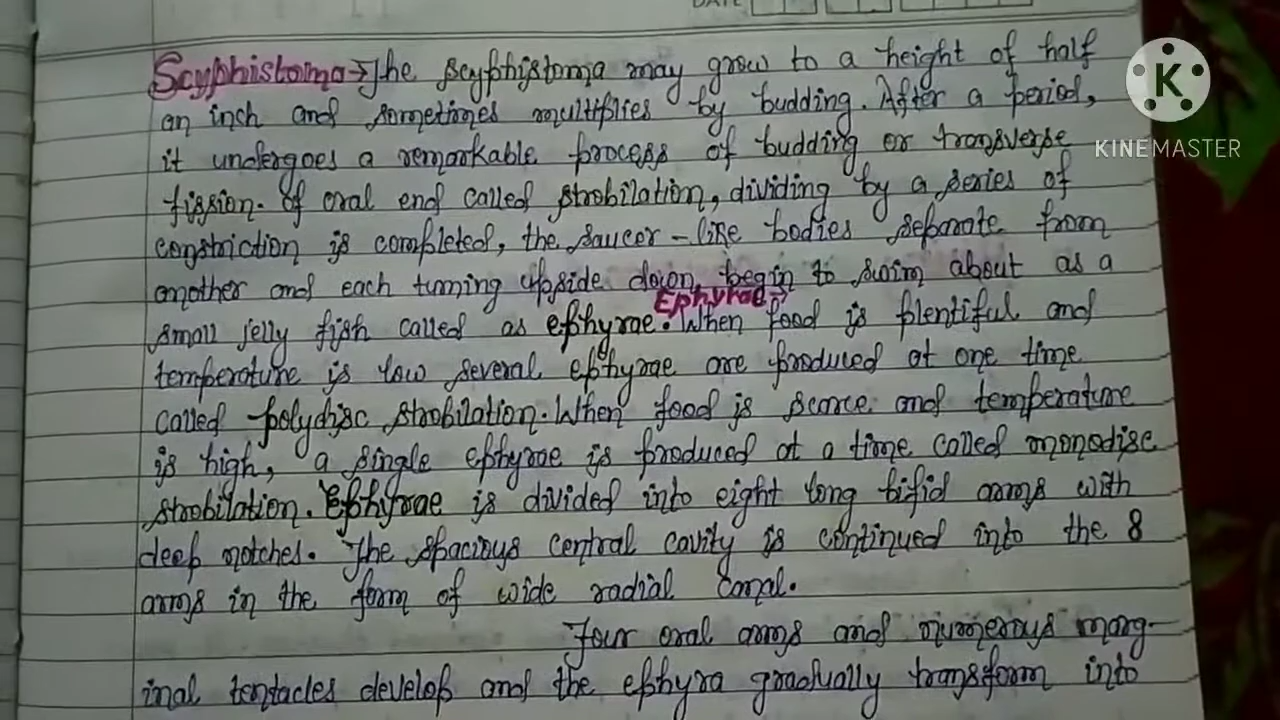 DATE
Scyphistoma→ The scyphistoma may grow to a height of half
an inch and sometimes multiplies by budding. After a period,
it undergoes a remarkable process of budding or transverse
fission. Of oral end called strobilation, dividing by a series of
constriction is completed, the saucer-like bodies separate from
another and each turning upside down, begin to swim about as a
Ephyrae→
small jelly fish called as ephyrae. When food is plentiful and
temperature is low several ephyrae are produced at one time
called polydisc strobilation. When food is scarce and temperature
is high, a single ephyrae is produced at a time called monodisc
strobilation. Ephyrae is divided into eight long bifid arms with
deep notches. The spacious central cavity is continued into the 8
arms in the form of wide radial canal.
Four oral arms and numerous marg-
inal tentacles develop and the ephyra gradually transform into
K
KINEMASTER